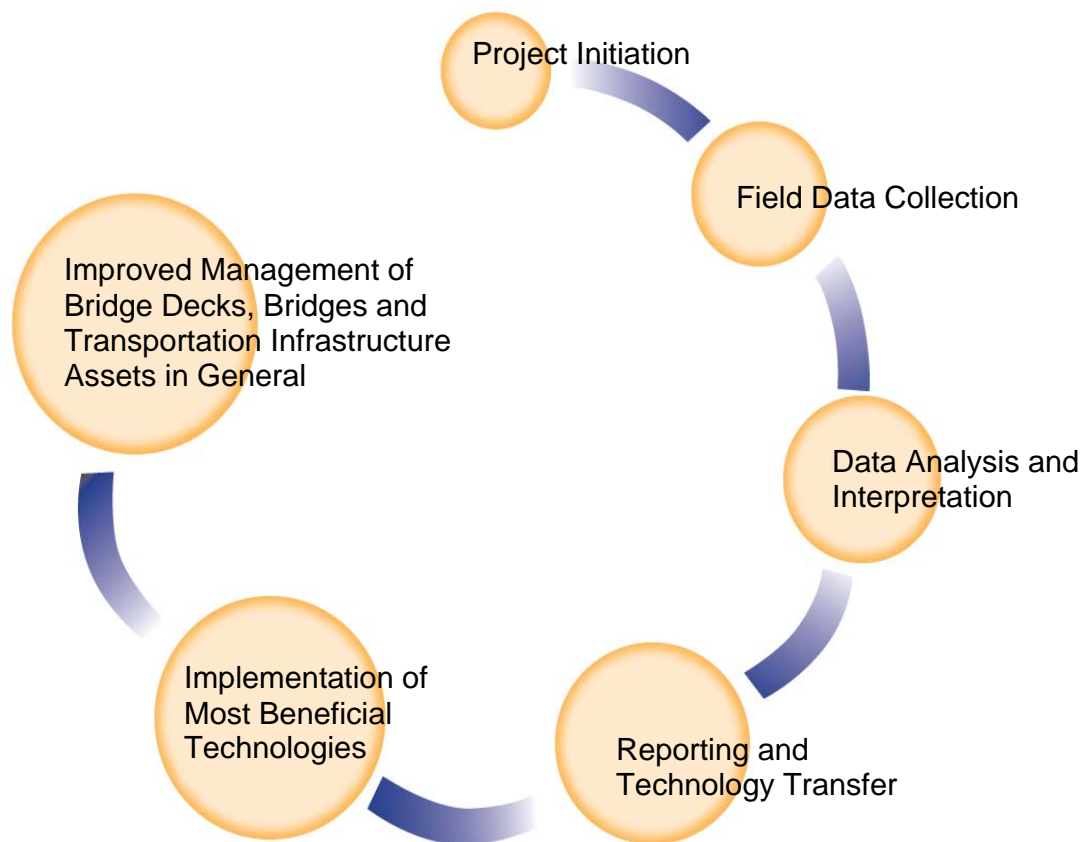 Project Initiation
Field Data Collection
Data Analysis and
Interpretation
Reporting and
Technology Transfer
Implementation of
Most Beneficial
Technologies
Improved Management of
Bridge Decks, Bridges and
Transportation Infrastructure
Assets in General